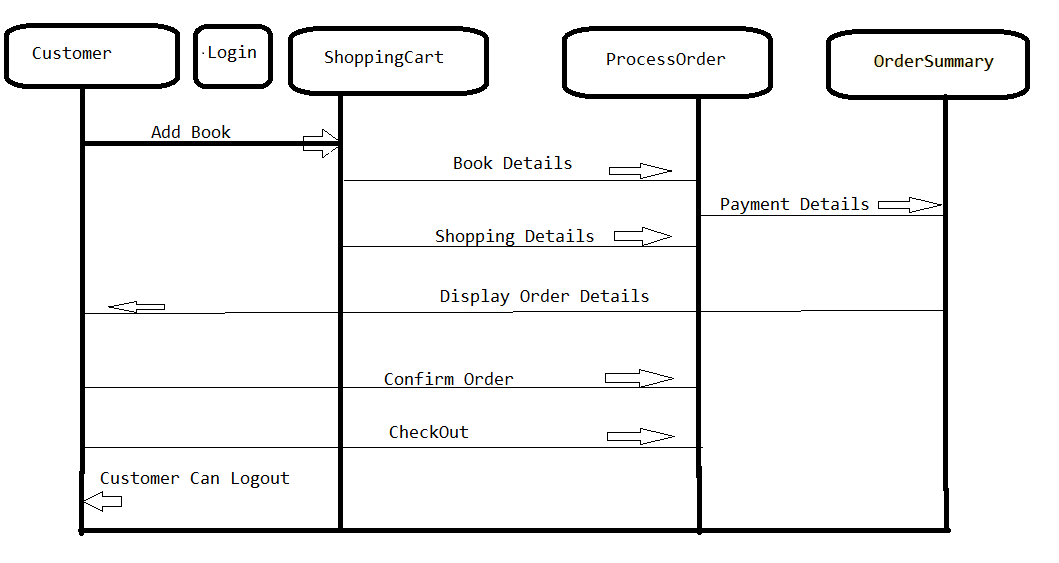 Customer
Login
ShoppingCart
ProcessOrder
OrderSummary
Add Book
Book Details
Payment Details
Shopping Details
Display Order Details
Confirm Order
CheckOut
Customer Can Logout